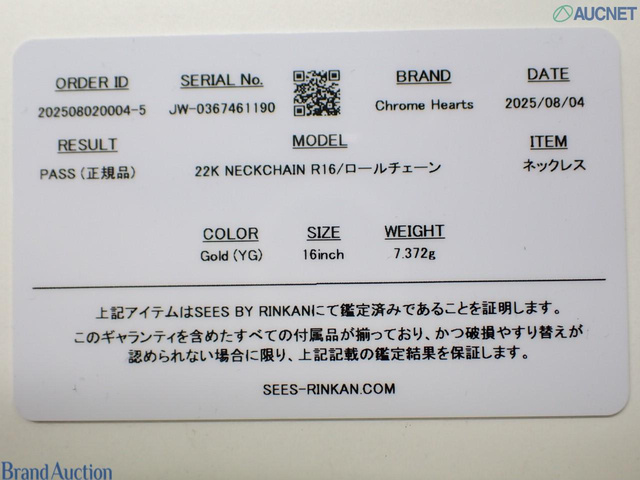 AUCNET
ORDER ID SERIAL No. BRAND DATE
202508020004-5 JW-0367461190 Chrome Hearts 2025/08/04
RESULT MODEL ITEM
PASS (正規品) 22K NECKCHAIN R16/ロールチェーン ネックレス
COLOR SIZE WEIGHT
Gold (YG) 16inch 7.372g
上記アイテムはSEES BY RINKANにて鑑定済みであることを証明します。
このギャランティを含めたすべての付属品が揃っており、かつ破損やすり替えが
認められない場合に限り、上記記載の鑑定結果を保証します。
SEES-RINKAN.COM
Brand Auction